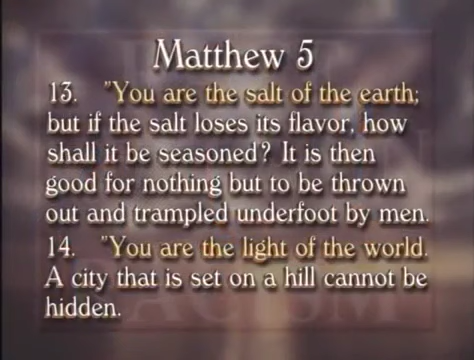 Matthew 5
13. "You are the salt of the earth;
but if the salt loses its flavor, how
shall it be seasoned? It is then
good for nothing but to be thrown
out and trampled underfoot by men.
14. "You are the light of the world.
A city that is set on a hill cannot be
hidden.